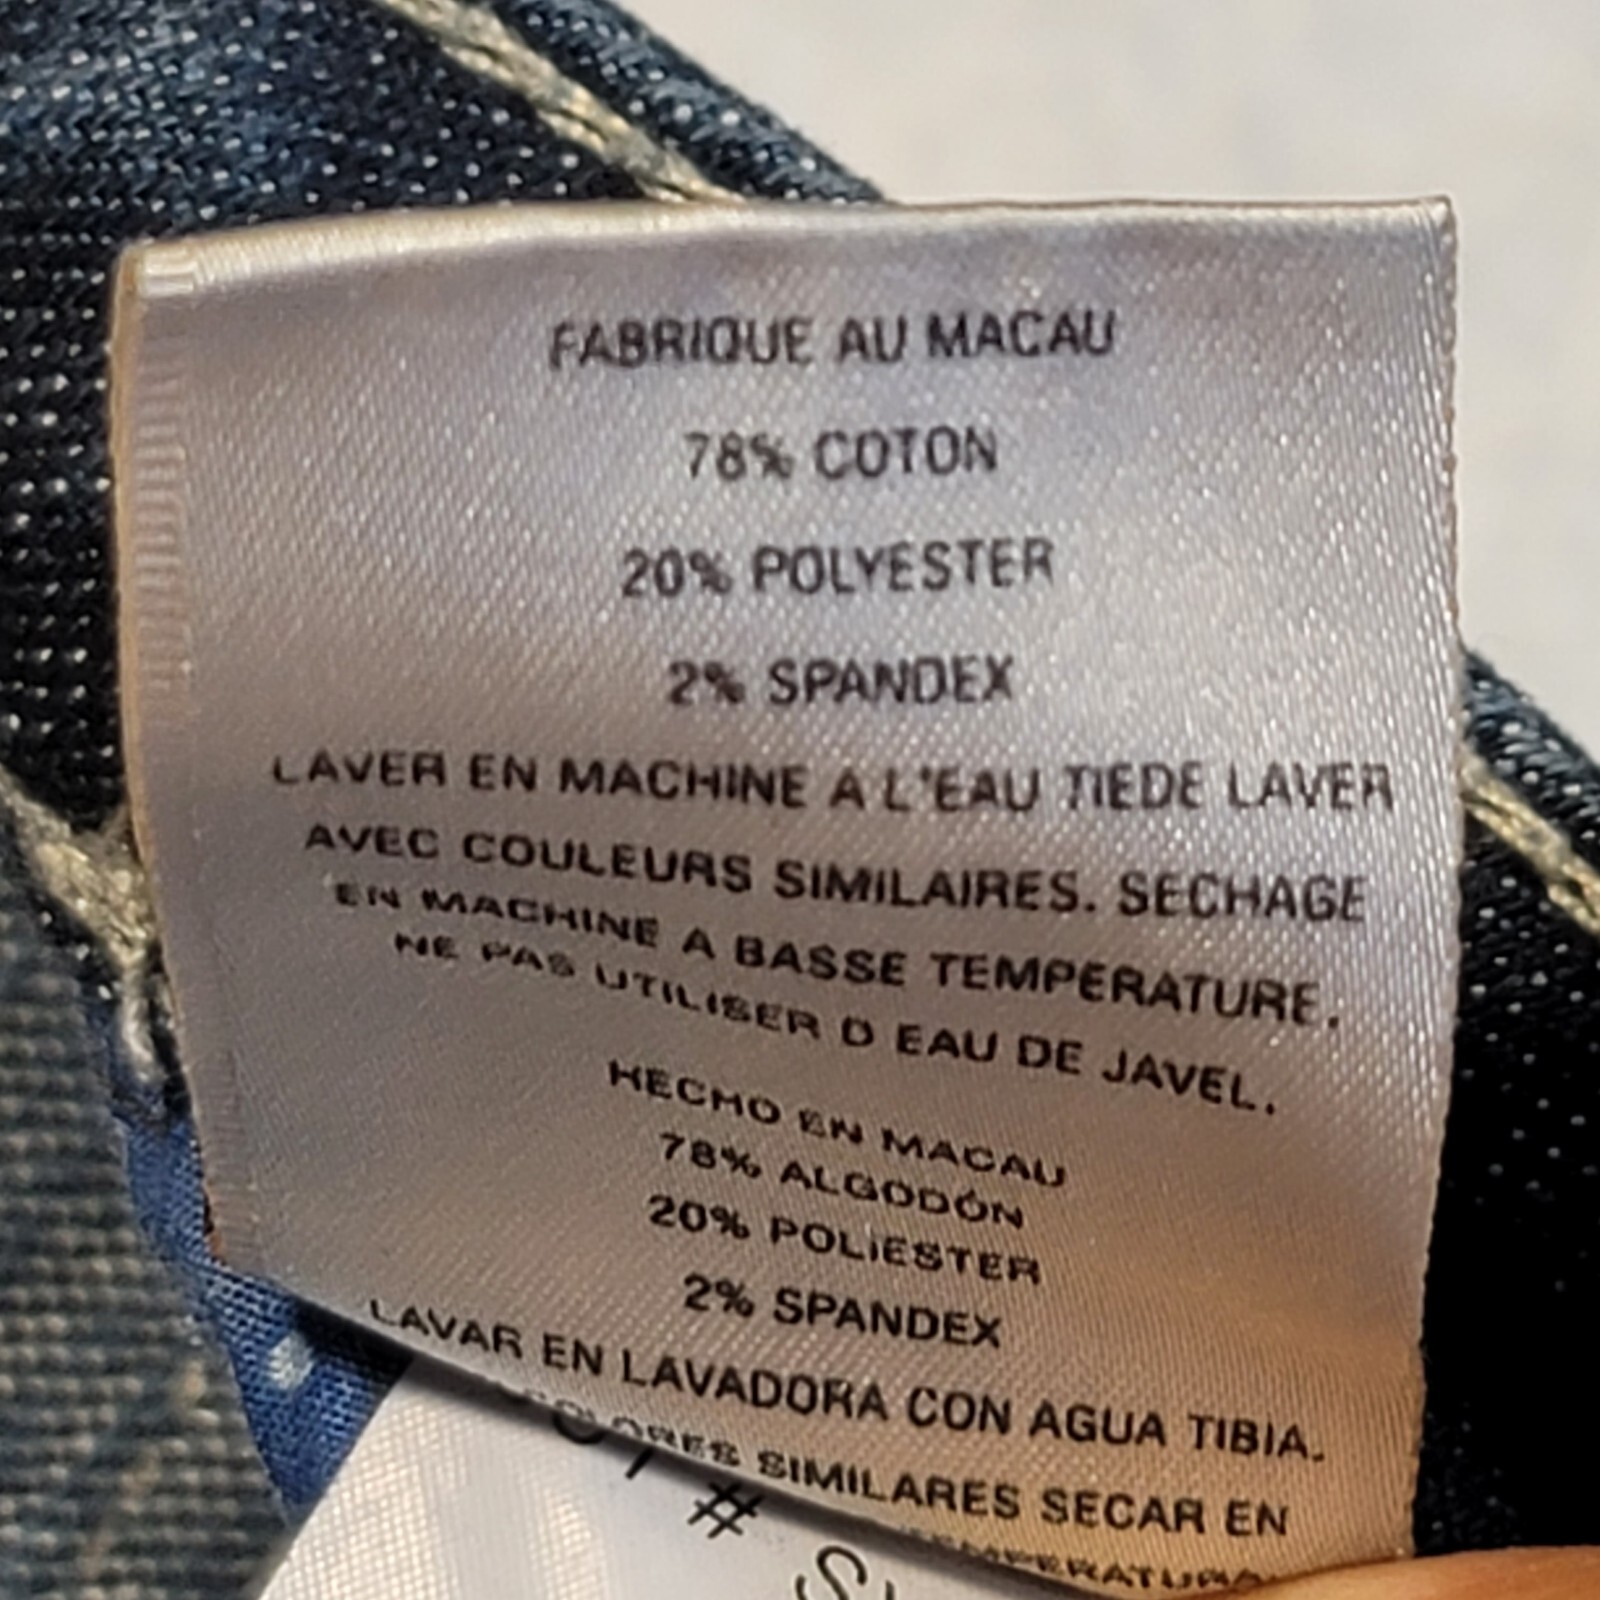 FABRIQUE AU MACAU
78% COTON
20% POLYESTER
2% SPANDEX
LAVER EN MACHINE A L'EAU TIEDE LAVER
AVEC COULEURS SIMILAIRES. SECHAGE
EN MACHINE A BASSE TEMPERATURE.
NE PAS UTILISER D EAU DE JAVEL.
HECHO EN MACAU
78% ALGODÓN
20% POLIESTER
2% SPANDEX
LAVAR EN LAVADORA CON AGUA TIBIA.
COLORES SIMILARES SECAR EN
TEMPERATURA
#